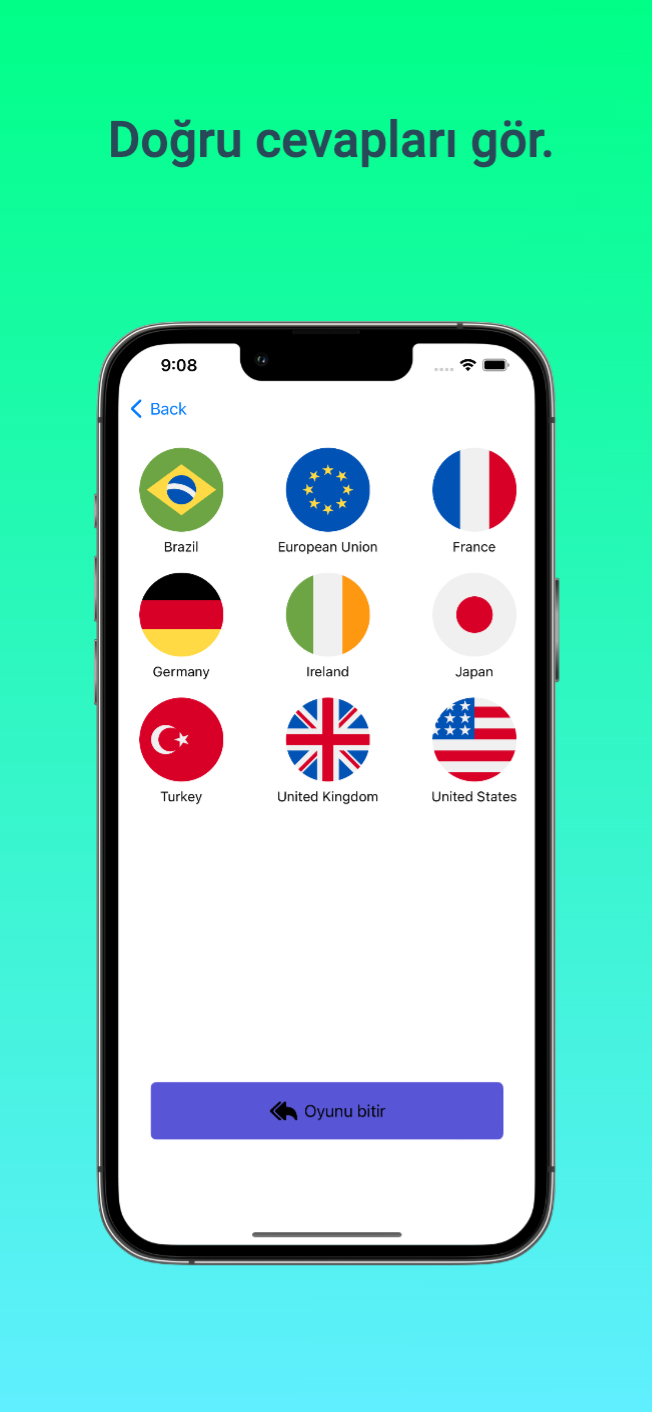 Doğru cevapları gör.
9:08
Back
Brazil
European Union
France
Germany
Ireland
Japan
Turkey
United Kingdom
United States
Oyunu bitir